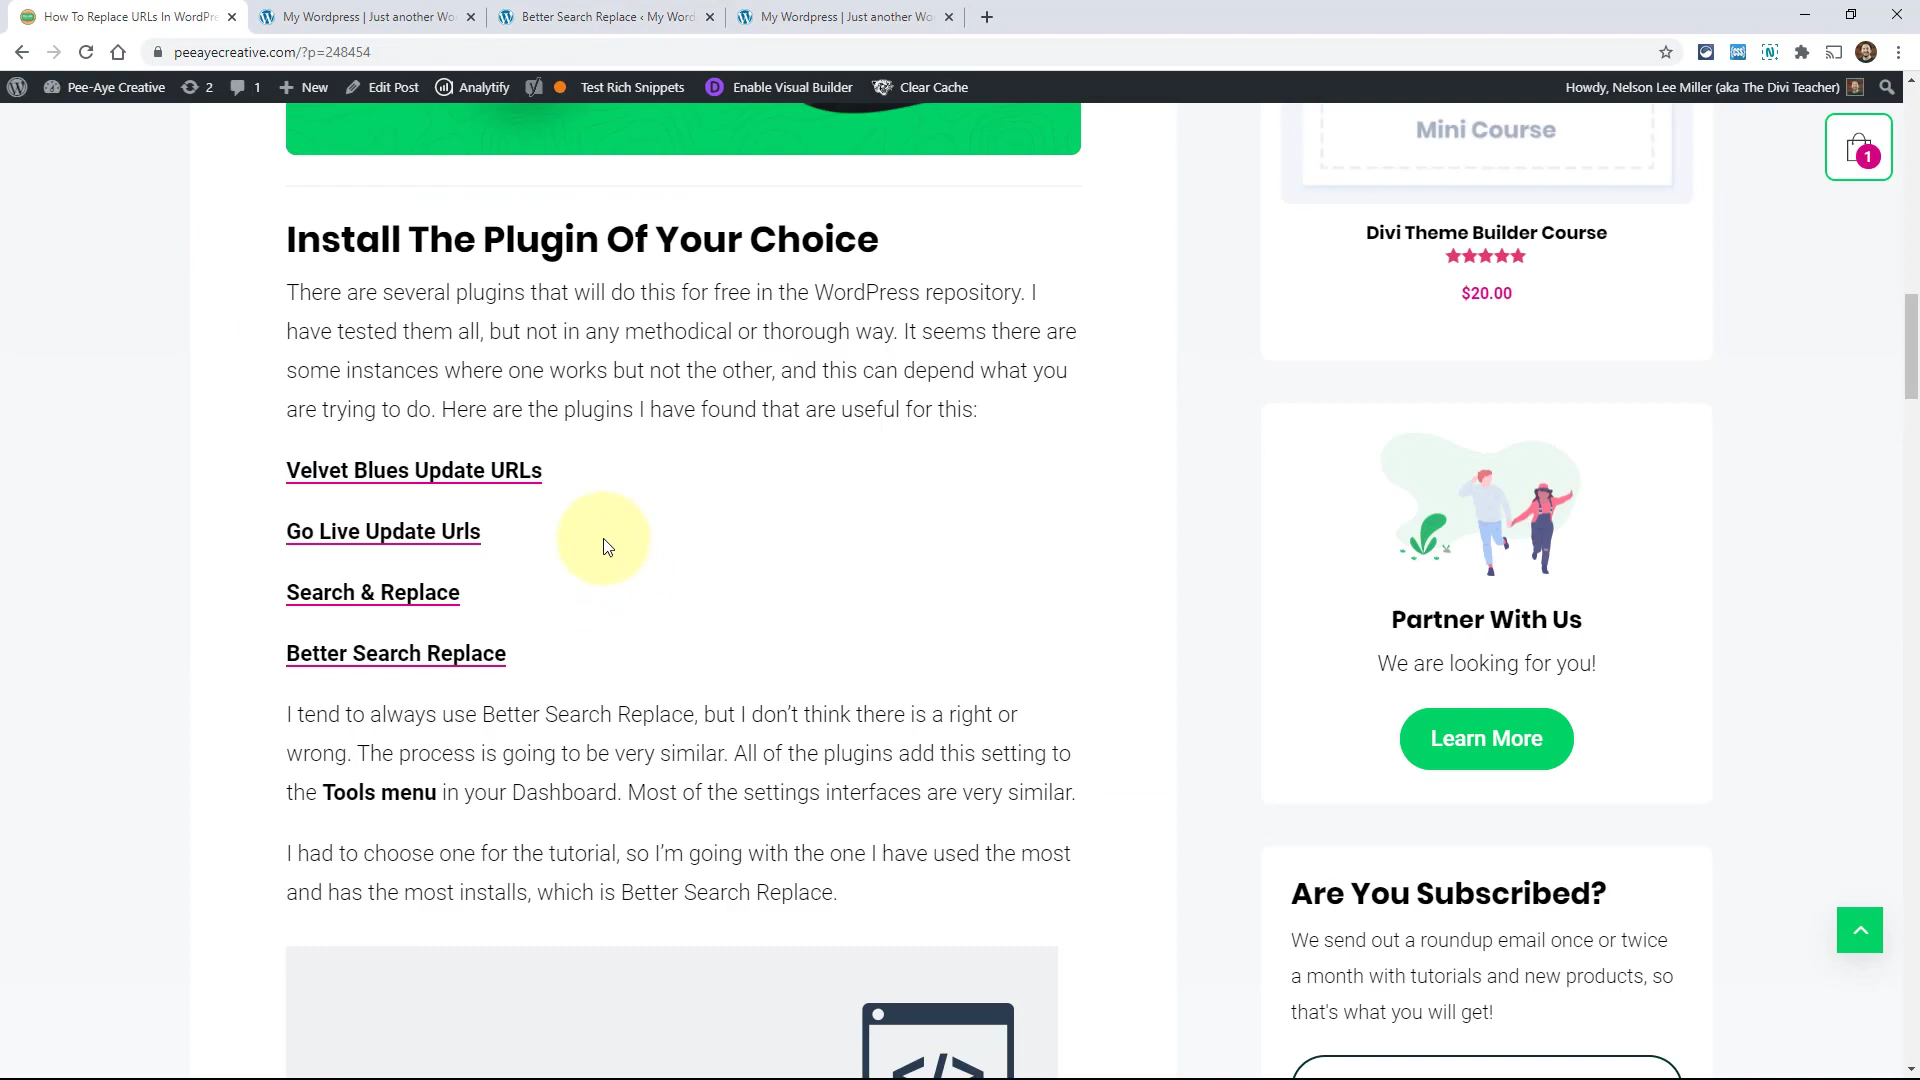 How To Replace URLs In WordPre
My Wordpress | Just another Wo
Better Search Replace ‹ My Word
My Wordpress | Just another Wo
peeayecreative.com/?p=248454
Pee-Aye Creative
2
1
New
Edit Post
Analytify
Test Rich Snippets
Enable Visual Builder
Clear Cache
Howdy, Nelson Lee Miller (aka The Divi Teacher)
1
Install The Plugin Of Your Choice
There are several plugins that will do this for free in the WordPress repository. I
have tested them all, but not in any methodical or thorough way. It seems there are
some instances where one works but not the other, and this can depend what you
are trying to do. Here are the plugins I have found that are useful for this:
Velvet Blues Update URLs
Go Live Update Urls
Search & Replace
Better Search Replace
I tend to always use Better Search Replace, but I don’t think there is a right or
wrong. The process is going to be very similar. All of the plugins add this setting to
the Tools menu in your Dashboard. Most of the settings interfaces are very similar.
I had to choose one for the tutorial, so I’m going with the one I have used the most
and has the most installs, which is Better Search Replace.
</>
Mini Course
Divi Theme Builder Course
$20.00
Partner With Us
We are looking for you!
Learn More
Are You Subscribed?
We send out a roundup email once or twice
a month with tutorials and new products, so
that's what you will get!